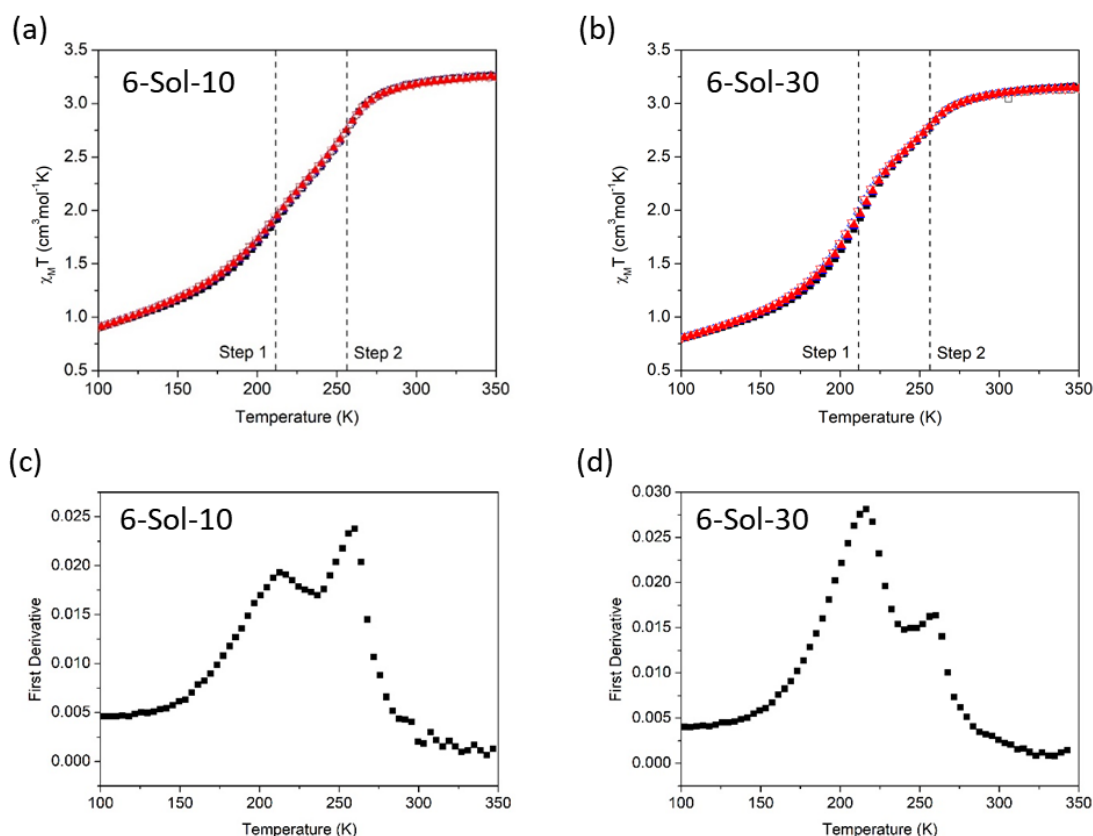 (a)
6-Sol-10
3.5
3.0
2.5
2.0
1.5
1.0
0.5
χMT (cm³mol⁻¹K)
Step 1
Step 2
100 150 200 250 300 350
Temperature (K)
(b)
6-Sol-30
3.5
3.0
2.5
2.0
1.5
1.0
0.5
χMT (cm³mol⁻¹K)
Step 1
Step 2
100 150 200 250 300 350
Temperature (K)
(c)
6-Sol-10
0.025
0.020
0.015
0.010
0.005
0.000
First Derivative
100 150 200 250 300 350
Temperature (K)
(d)
6-Sol-30
0.030
0.025
0.020
0.015
0.010
0.005
0.000
First Derivative
100 150 200 250 300 350
Temperature (K)